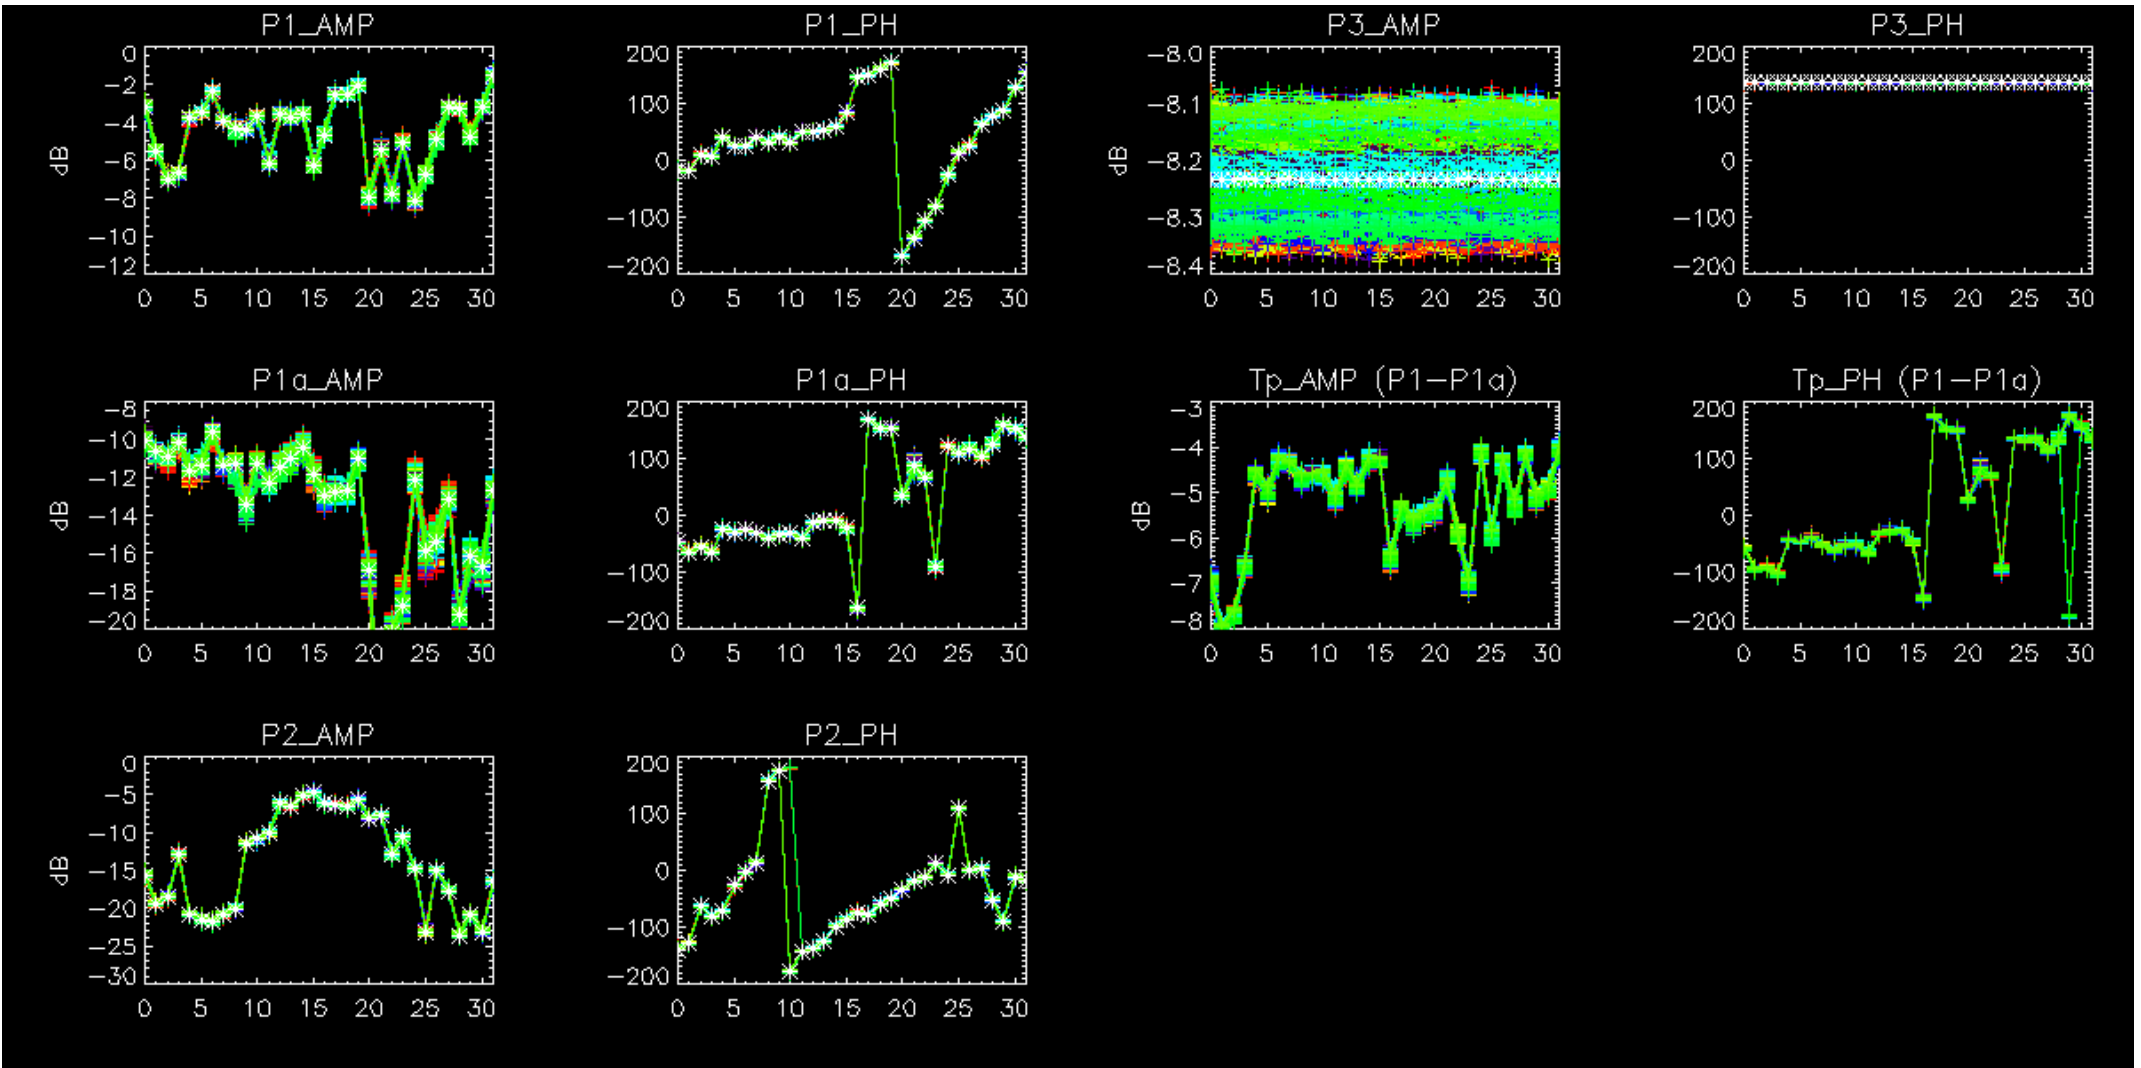 P1_AMP
dB
0
−2
−4
−6
−8
−10
−12
0 5 10 15 20 25 30
P1_PH
200
100
0
−100
−200
0 5 10 15 20 25 30
P3_AMP
dB
−8.0
−8.1
−8.2
−8.3
−8.4
0 5 10 15 20 25 30
P3_PH
200
100
0
−100
−200
0 5 10 15 20 25 30
P1a_AMP
dB
−8
−10
−12
−14
−16
−18
−20
0 5 10 15 20 25 30
P1a_PH
200
100
0
−100
−200
0 5 10 15 20 25 30
Tp_AMP (P1−P1a)
dB
−3
−4
−5
−6
−7
−8
0 5 10 15 20 25 30
Tp_PH (P1−P1a)
200
100
0
−100
−200
0 5 10 15 20 25 30
P2_AMP
dB
0
−5
−10
−15
−20
−25
−30
0 5 10 15 20 25 30
P2_PH
200
100
0
−100
−200
0 5 10 15 20 25 30